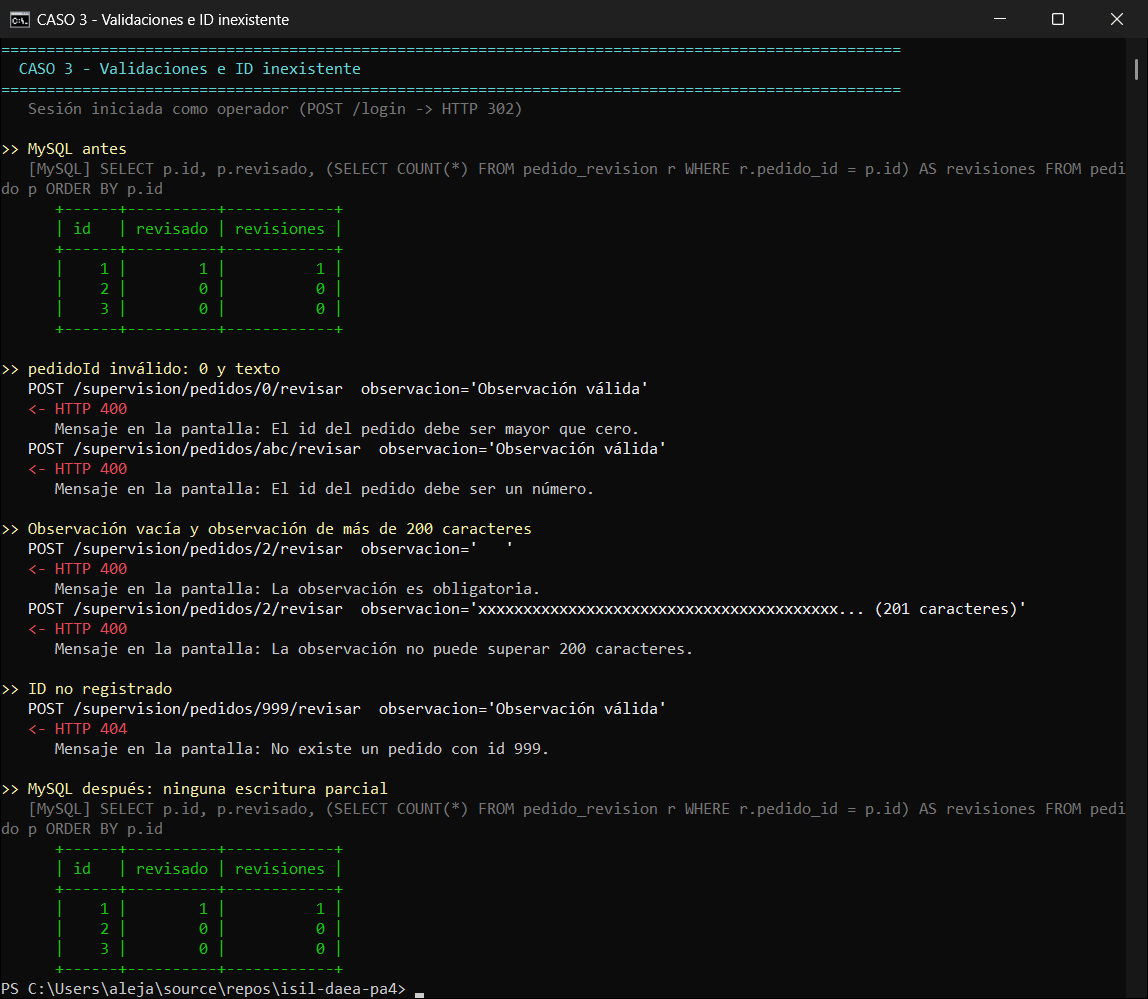 CASO 3 - Validaciones e ID inexistente
====================================================================================================
CASO 3 - Validaciones e ID inexistente
====================================================================================================
Sesión iniciada como operador (POST /login -> HTTP 302)
>> MySQL antes
[MySQL] SELECT p.id, p.revisado, (SELECT COUNT(*) FROM pedido_revision r WHERE r.pedido_id = p.id) AS revisiones FROM pedi
do p ORDER BY p.id
+------+----------+------------+
| id   | revisado | revisiones |
+------+----------+------------+
|    1 |        1 |          1 |
|    2 |        0 |          0 |
|    3 |        0 |          0 |
+------+----------+------------+
>> pedidoId inválido: 0 y texto
POST /supervision/pedidos/0/revisar  observacion='Observación válida'
<- HTTP 400
Mensaje en la pantalla: El id del pedido debe ser mayor que cero.
POST /supervision/pedidos/abc/revisar  observacion='Observación válida'
<- HTTP 400
Mensaje en la pantalla: El id del pedido debe ser un número.
>> Observación vacía y observación de más de 200 caracteres
POST /supervision/pedidos/2/revisar  observacion='   '
<- HTTP 400
Mensaje en la pantalla: La observación es obligatoria.
POST /supervision/pedidos/2/revisar  observacion='xxxxxxxxxxxxxxxxxxxxxxxxxxxxxxxxxxxxxxxx... (201 caracteres)'
<- HTTP 400
Mensaje en la pantalla: La observación no puede superar 200 caracteres.
>> ID no registrado
POST /supervision/pedidos/999/revisar  observacion='Observación válida'
<- HTTP 404
Mensaje en la pantalla: No existe un pedido con id 999.
>> MySQL después: ninguna escritura parcial
[MySQL] SELECT p.id, p.revisado, (SELECT COUNT(*) FROM pedido_revision r WHERE r.pedido_id = p.id) AS revisiones FROM pedi
do p ORDER BY p.id
+------+----------+------------+
| id   | revisado | revisiones |
+------+----------+------------+
|    1 |        1 |          1 |
|    2 |        0 |          0 |
|    3 |        0 |          0 |
+------+----------+------------+
PS C:\Users\aleja\source\repos\isil-daea-pa4>